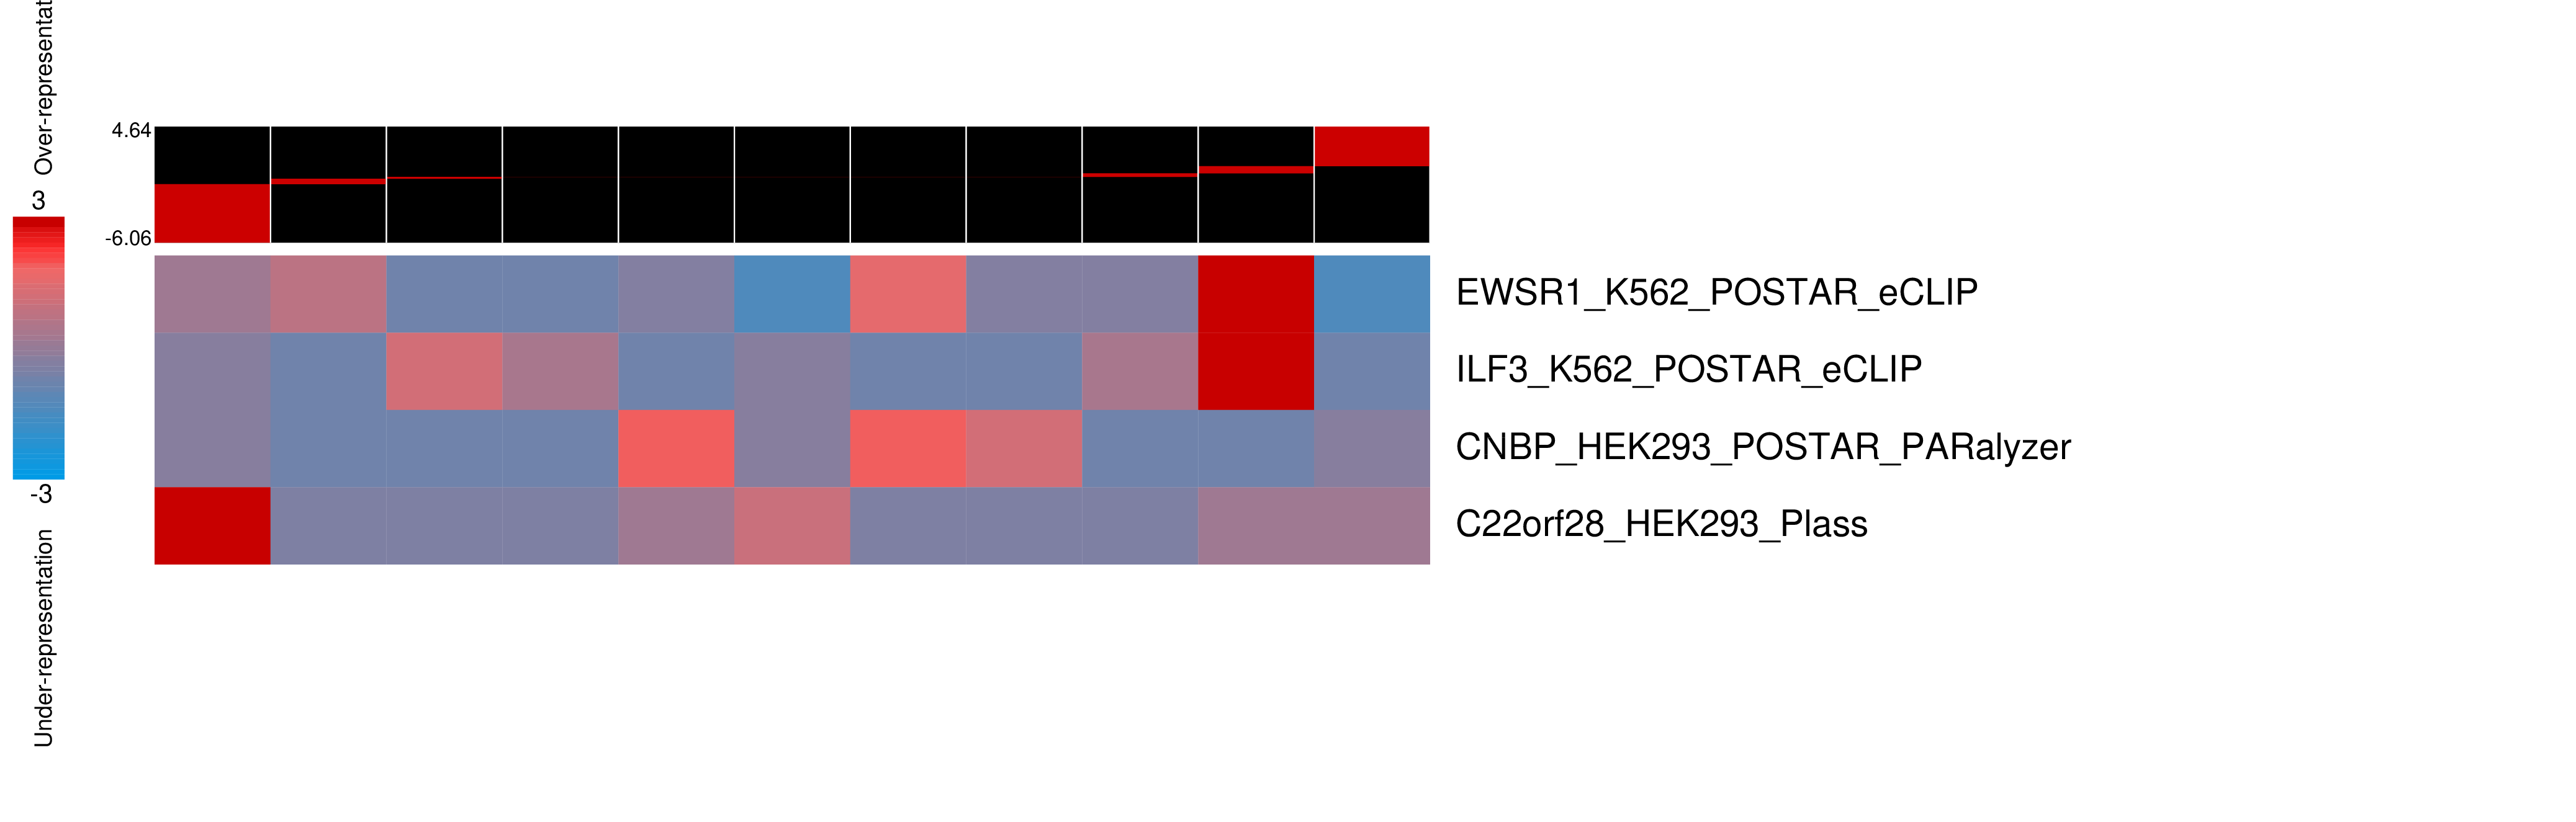 Over-representat
4.64
-6.06
3
-3
Under-representation
EWSR1_K562_POSTAR_eCLIP
ILF3_K562_POSTAR_eCLIP
CNBP_HEK293_POSTAR_PARalyzer
C22orf28_HEK293_Plass